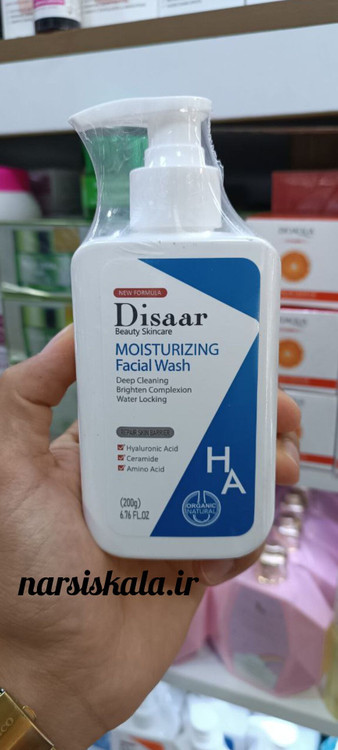 NEW FORMULA
Disaar
Beauty Skincare
MOISTURIZING
Facial Wash
Deep Cleaning
Brighten Complexion
Water Locking
Hyaluronic Acid
Ceramide
Amino Acid
HA
ORGANIC
NATURAL
(200g)
6.76 FL.OZ
narsiskala.ir